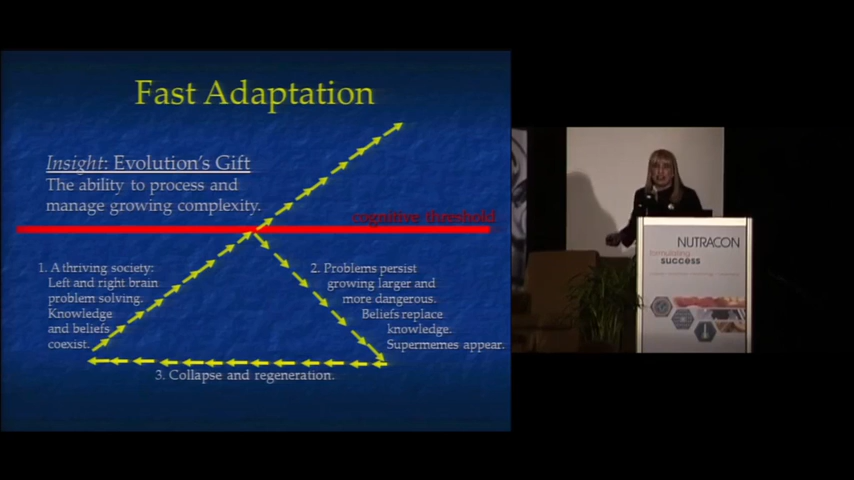 Fast Adaptation
Insight: Evolution's Gift
The ability to process and
manage growing complexity.
cognitive threshold
1. A thriving society:
Left and right brain
problem solving.
Knowledge
and beliefs
coexist.
2. Problems persist
growing larger and
more dangerous.
Beliefs replace
knowledge.
Supermemes appear.
3. Collapse and regeneration.
NUTRACON
formulating
success